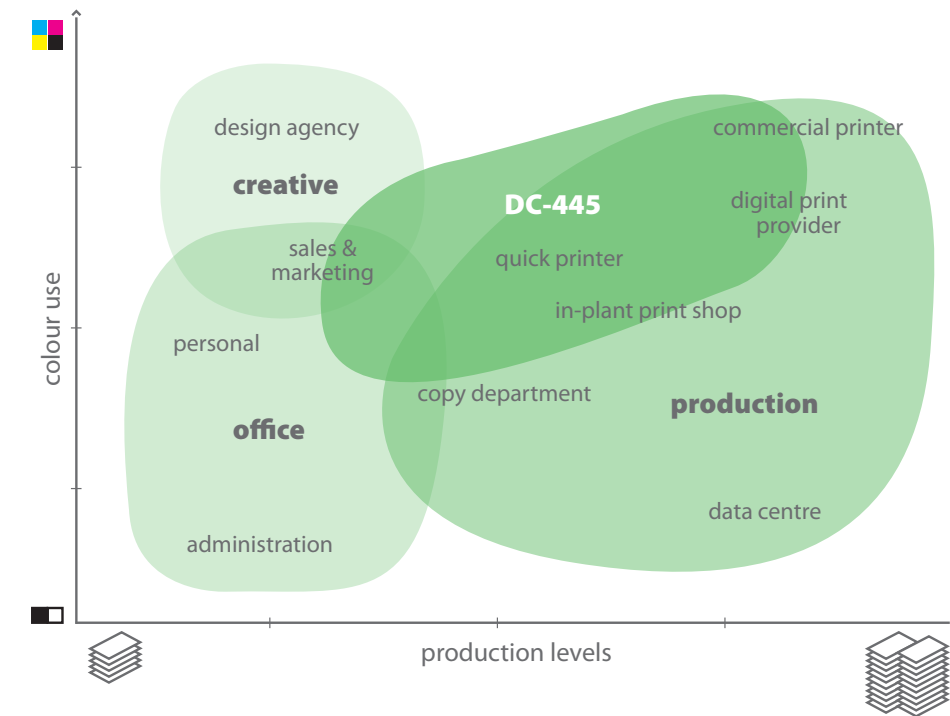 design agency
commercial printer
creative
DC-445
digital print
provider
sales &
marketing
quick printer
in-plant print shop
personal
colour use
copy department
production
office
data centre
administration
production levels